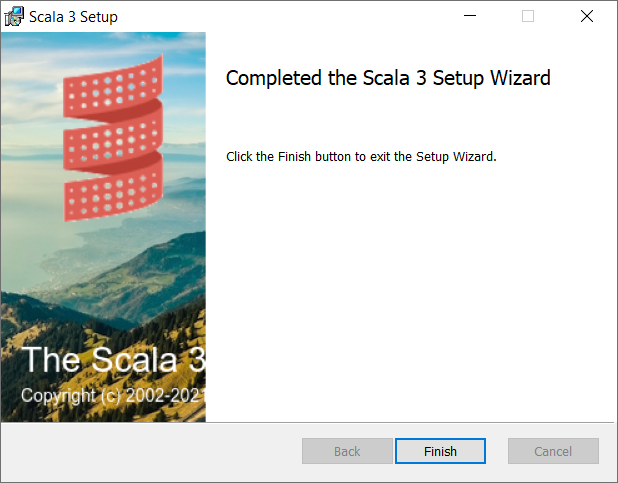 Scala 3 Setup
Completed the Scala 3 Setup Wizard
Click the Finish button to exit the Setup Wizard.
The Scala 3
Copyright (c) 2002-2021
Back
Finish
Cancel